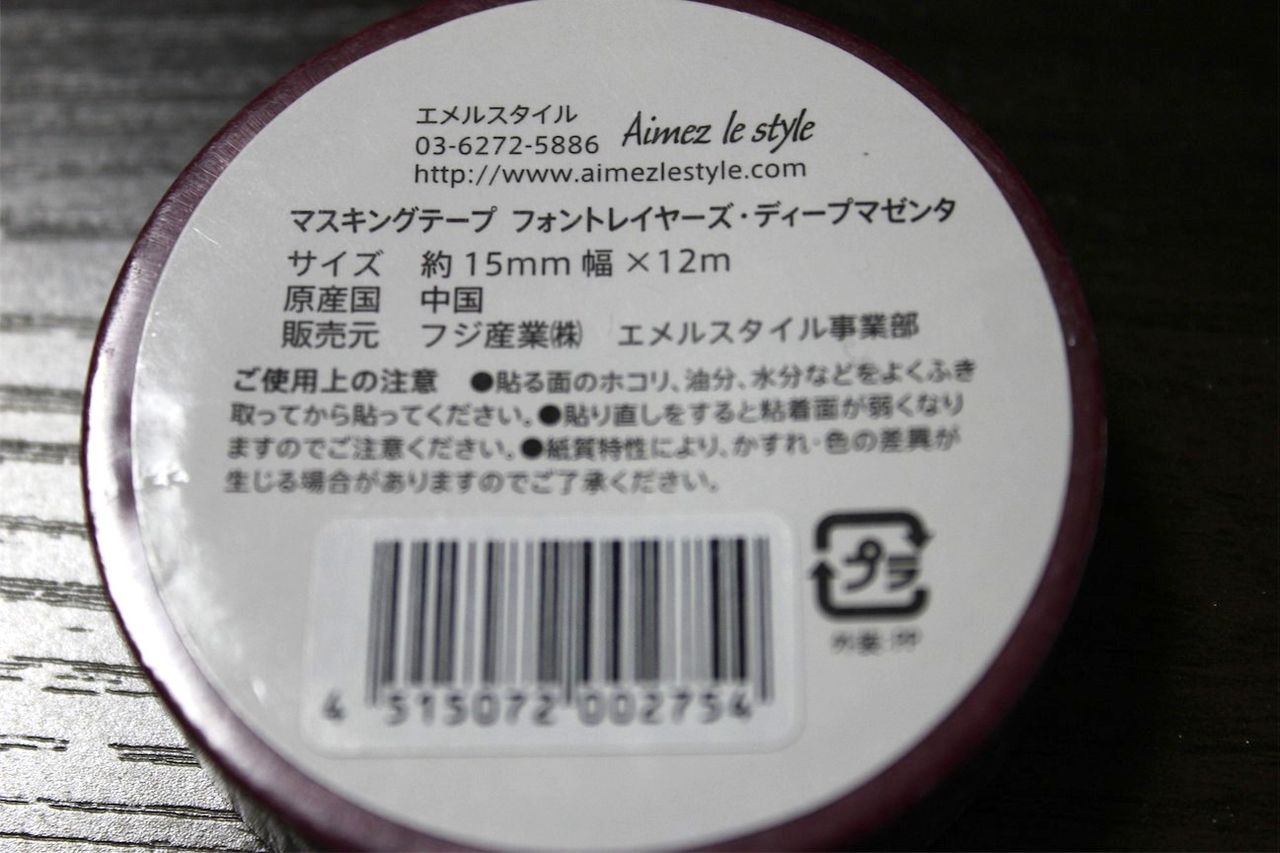 エメルスタイル
03-6272-5886
Aimez le style
http://www.aimezlestyle.com
マスキングテープ フォントレイヤーズ・ディープマゼンタ
サイズ 約15mm幅×12m
原産国 中国
販売元 フジ産業㈱ エメルスタイル事業部
ご使用上の注意 ●貼る面のホコリ、油分、水分などをよくふき
取ってから貼ってください。●貼り直しをすると粘着面が弱くなり
ますのでご注意ください。●紙質特性により、かすれ・色の差異が
生じる場合がありますのでご了承ください。
プラ
外装:PP
4 515072 002754